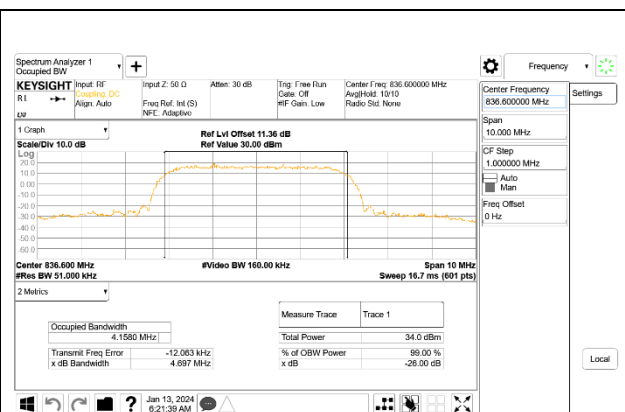 Spectrum Analyzer 1
Occupied BW
Frequency
KEYSIGHT
Input: RF
Coupling: DC
Align: Auto
Input Z: 50 Ω
Freq Ref: Int (S)
NFE: Adaptive
Atten: 30 dB
Trig: Free Run
Gate: Off
#IF Gain: Low
Center Freq: 836.600000 MHz
Avg|Hold: 10/10
Radio Std: None
Center Frequency
836.600000 MHz
Settings
Span
10.000 MHz
CF Step
1.000000 MHz
Auto
Man
Freq Offset
0 Hz
1 Graph
Scale/Div 10.0 dB
Ref Lvl Offset 11.36 dB
Ref Value 30.00 dBm
Log
20.0
10.0
0.00
-10.0
-20.0
-30.0
-40.0
-50.0
-60.0
Center 836.600 MHz
#Res BW 51.000 kHz
#Video BW 160.00 kHz
Span 10 MHz
Sweep 16.7 ms (601 pts)
2 Metrics
Measure Trace
Trace 1
Occupied Bandwidth
4.1580 MHz
Total Power
34.0 dBm
Transmit Freq Error
-12.063 kHz
% of OBW Power
99.00 %
x dB Bandwidth
4.697 MHz
x dB
-26.00 dB
Local
?
Jan 13, 2024
6:21:39 AM